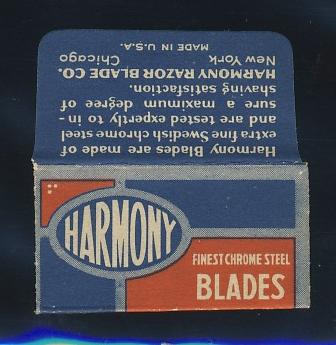 Harmony Blades are made of
extra fine Swedish chrome steel
and are tested and expertly to in-
sure a maximum degree of
shaving satisfaction.
HARMONY RAZOR BLADE CO.
New York Chicago
MADE IN U.S.A.
HARMONY
FINEST CHROME STEEL
BLADES